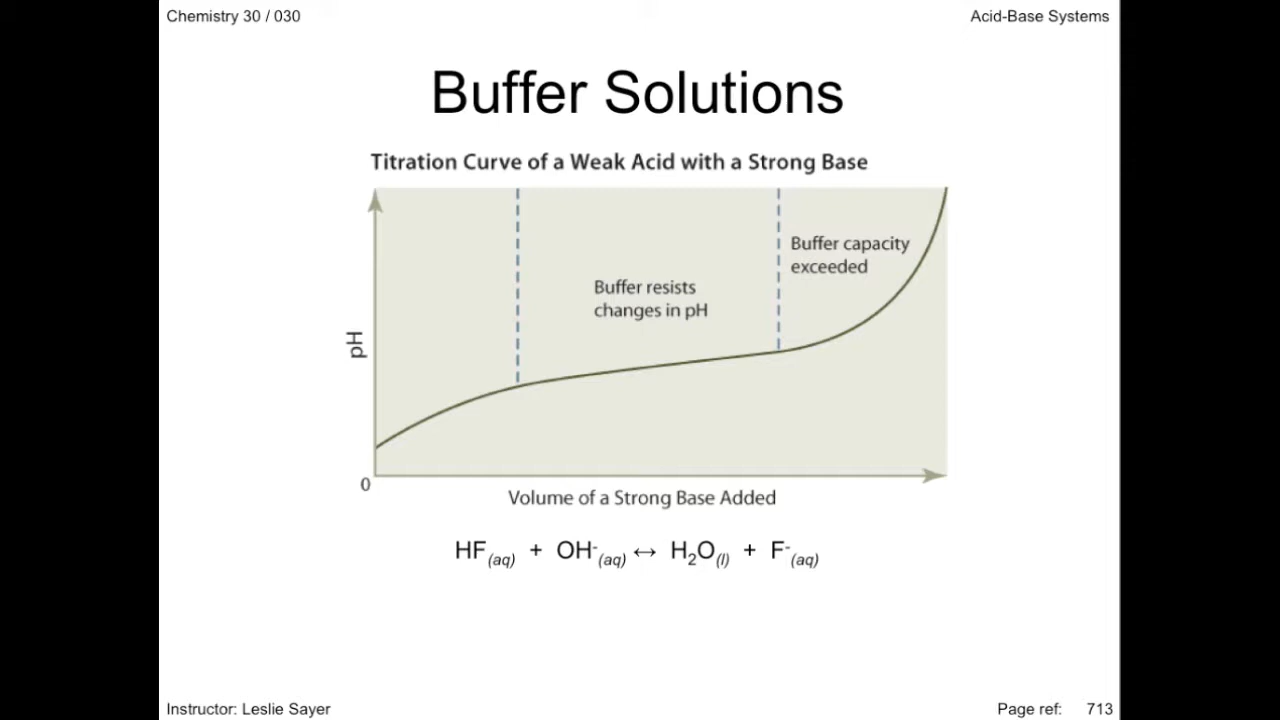 Chemistry 30 / 030
Acid-Base Systems
Buffer Solutions
Titration Curve of a Weak Acid with a Strong Base
Buffer capacity
exceeded
Buffer resists
changes in pH
pH
0
Volume of a Strong Base Added
HF(aq) + OH-(aq) ↔ H2O(l) + F-(aq)
Instructor: Leslie Sayer
Page ref: 713